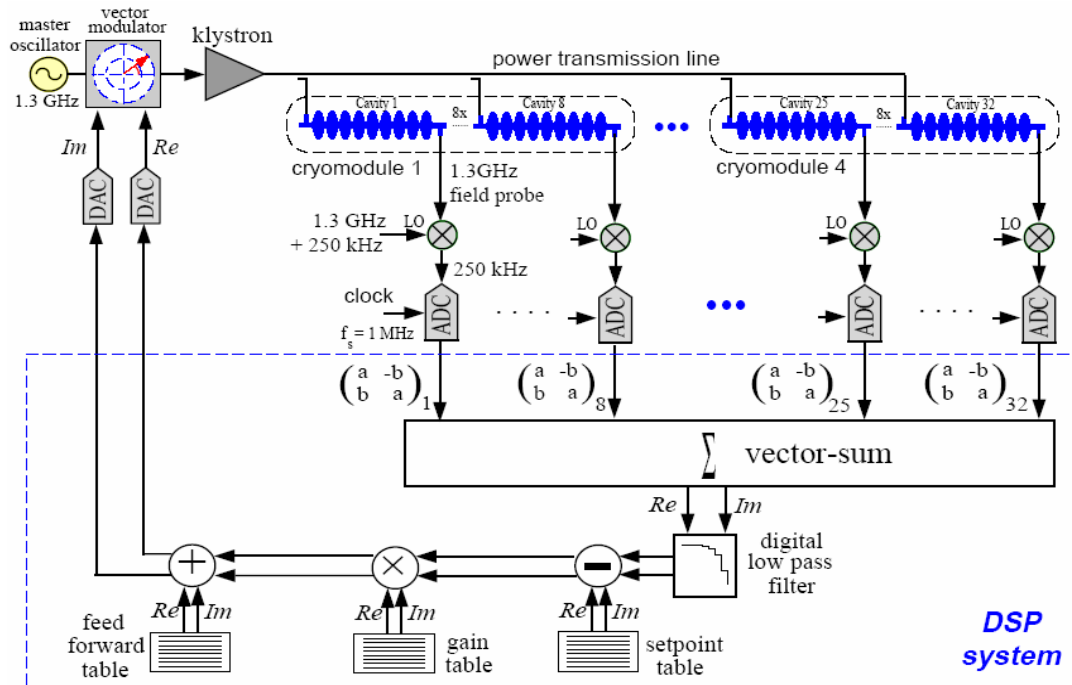 master
oscillator
1.3 GHz
vector
modulator
klystron
power transmission line
Cavity 1
8x
Cavity 8
Cavity 25
8x
Cavity 32
cryomodule 1
cryomodule 4
Im
Re
DAC
DAC
1.3GHz
field probe
1.3 GHz
+ 250 kHz
LO
LO
LO
LO
250 kHz
clock
f_s = 1 MHz
ADC
ADC
ADC
ADC
a -b
b a
1
a -b
b a
8
a -b
b a
25
a -b
b a
32
Σ vector-sum
Re Im
digital
low pass
filter
+
×
−
Re Im
Re Im
Re Im
feed
forward
table
gain
table
setpoint
table
DSP
system